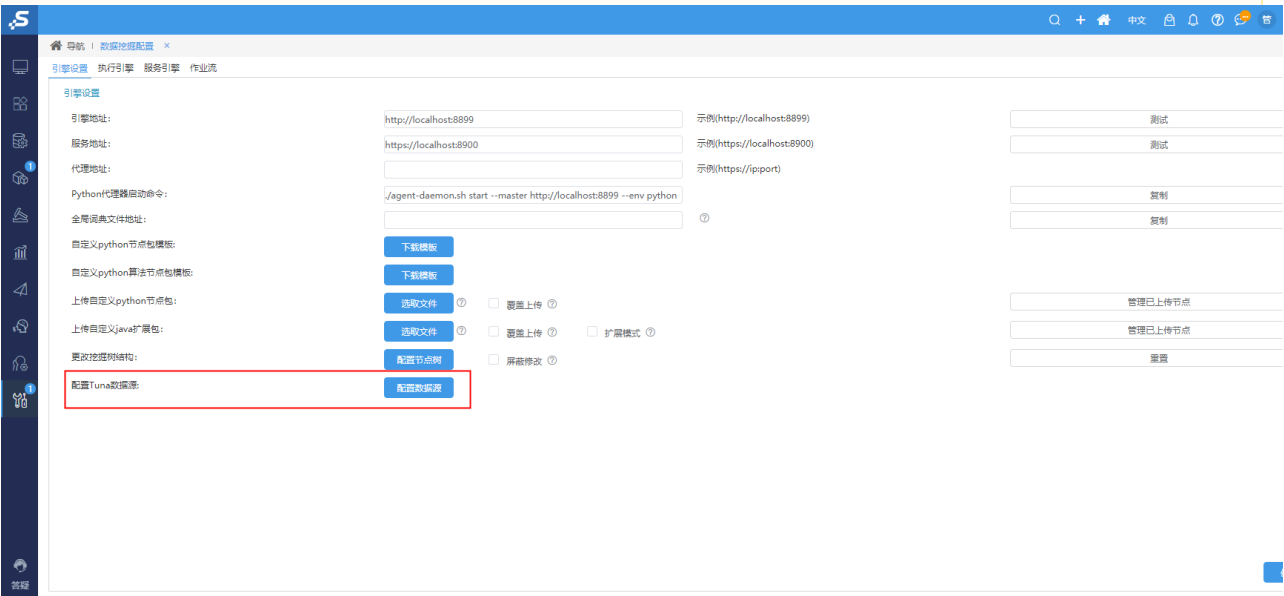 中文
管
导航 | 数据挖掘配置 ×
引擎设置 执行引擎 服务引擎 作业流
引擎设置
引擎地址: http://localhost:8899 示例(http://localhost:8899) 测试
服务地址: https://localhost:8900 示例(https://localhost:8900) 测试
代理地址: 示例(https://ip:port)
Python代理器启动命令: ./agent-daemon.sh start --master http://localhost:8899 --env python 复制
全局词典文件地址: 复制
自定义python节点包模板: 下载模板
自定义python算法节点包模板: 下载模板
上传自定义python节点包: 选取文件 覆盖上传 管理已上传节点
上传自定义java扩展包: 选取文件 覆盖上传 扩展模式 管理已上传节点
更改挖掘树结构: 配置节点树 屏蔽修改 重置
配置Tuna数据源: 配置数据源
1
1
答疑